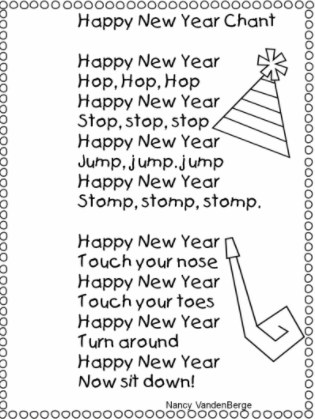 Happy New Year Chant
Happy New Year
Hop, Hop, Hop
Happy New Year
Stop, stop, stop
Happy New Year
Jump, jump. jump
Happy New Year
Stomp, stomp, stomp.
Happy New Year
Touch your nose
Happy New Year
Touch your toes
Happy New Year
Turn around
Happy New Year
Now sit down!
Nancy VandenBerge